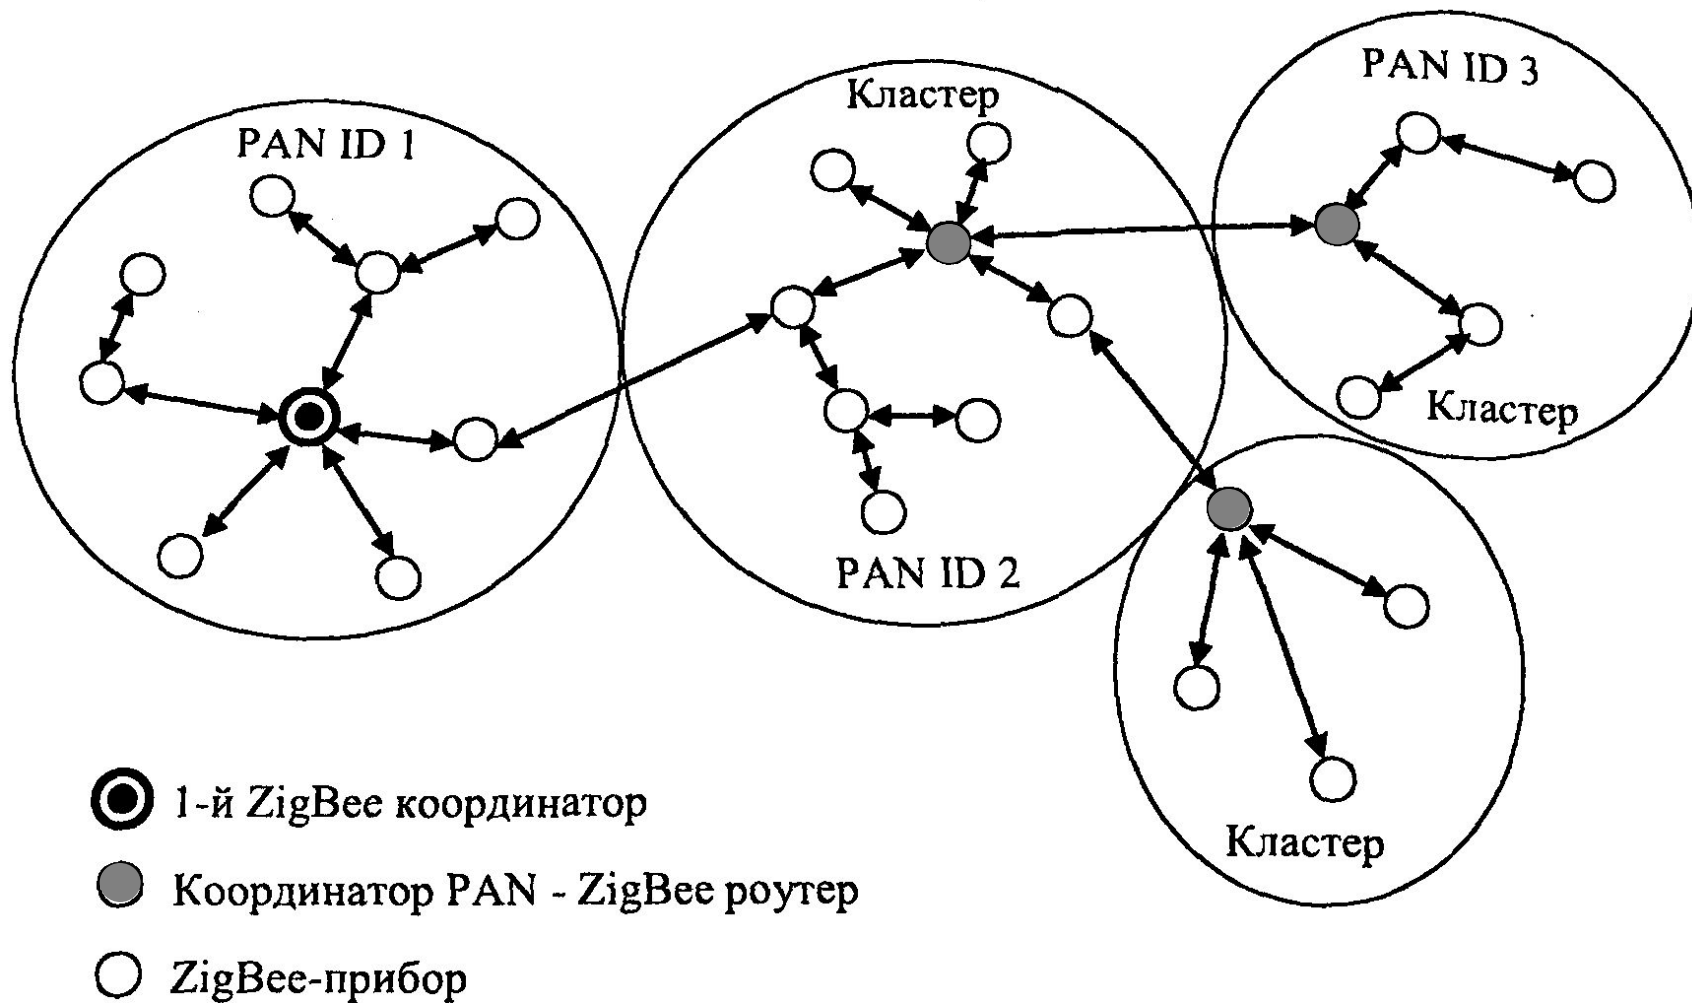 PAN ID 1
Кластер
PAN ID 2
PAN ID 3
Кластер
Кластер
1-й ZigBee координатор
Координатор PAN - ZigBee роутер
ZigBee-прибор